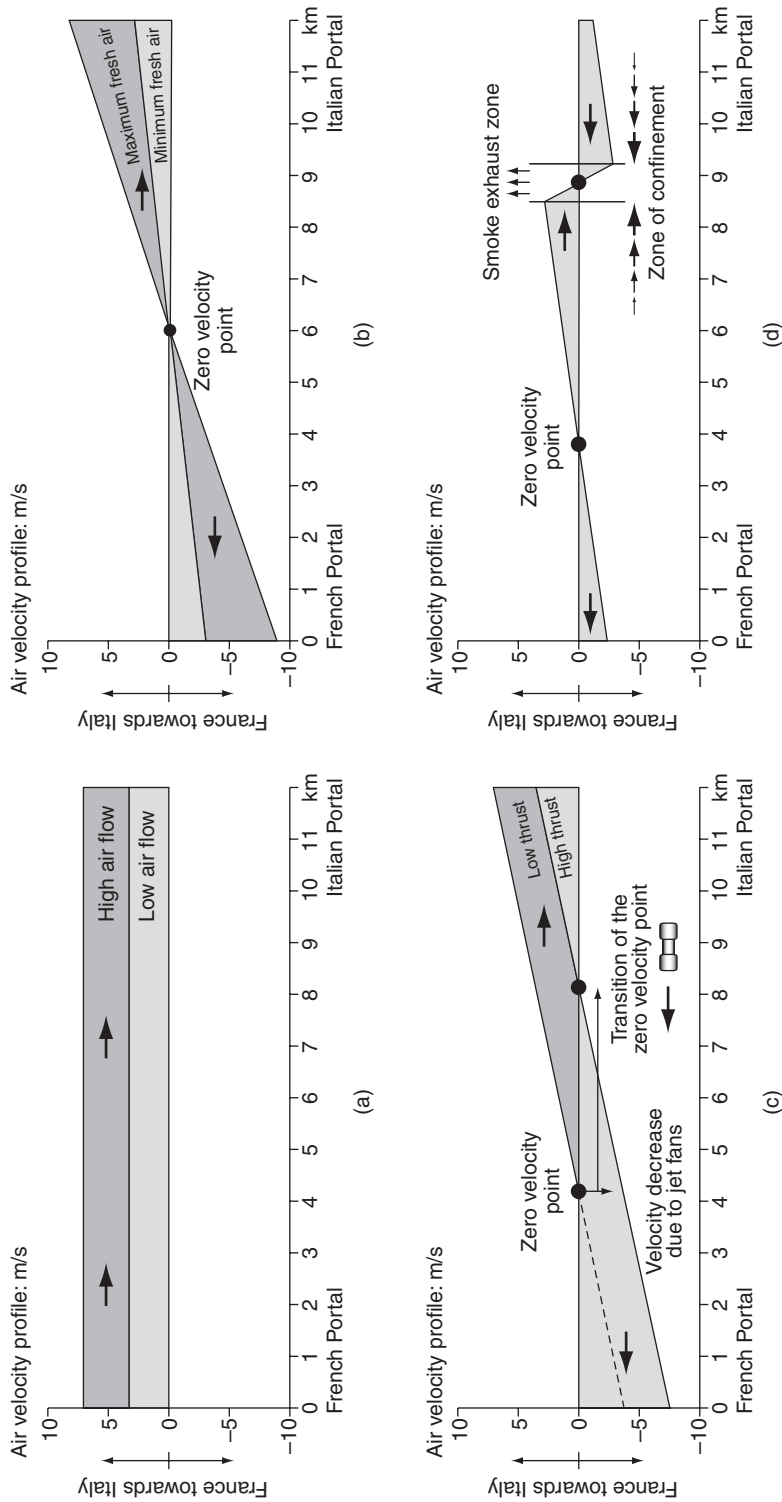 Air velocity profile: m/s
France towards Italy
10
5
0
–5
–10
High air flow
Low air flow
0 1 2 3 4 5 6 7 8 9 10 11 km
French Portal Italian Portal
(a)
Air velocity profile: m/s
France towards Italy
10
5
0
–5
–10
Maximum fresh air
Minimum fresh air
Zero velocity
point
0 1 2 3 4 5 6 7 8 9 10 11 km
French Portal Italian Portal
(b)
Air velocity profile: m/s
France towards Italy
10
5
0
–5
–10
Low thrust
High thrust
Zero velocity
point
Transition of the
zero velocity point
Velocity decrease
due to jet fans
0 1 2 3 4 5 6 7 8 9 10 11 km
French Portal Italian Portal
(c)
Air velocity profile: m/s
France towards Italy
10
5
0
–5
–10
Smoke exhaust zone
Zero velocity
point
Zone of confinement
0 1 2 3 4 5 6 7 8 9 10 11 km
French Portal Italian Portal
(d)